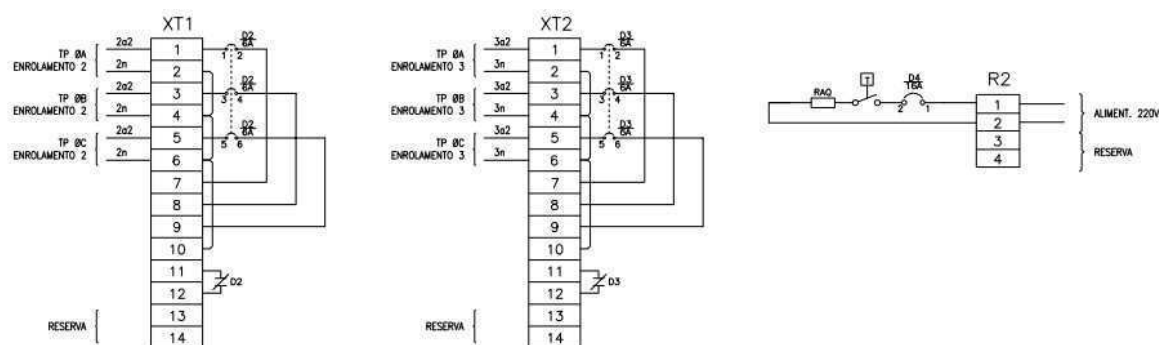 XT1
TP ØA
ENROLAMENTO 2
2a2
2n
TP ØB
ENROLAMENTO 2
2a2
2n
TP ØC
ENROLAMENTO 2
2a2
2n
1
2
3
4
5
6
7
8
9
10
11
12
13
14
RESERVA
D2
6A
1 2
D2
6A
3 4
D2
6A
5 6
D2
XT2
TP ØA
ENROLAMENTO 3
3a2
3n
TP ØB
ENROLAMENTO 3
3a2
3n
TP ØC
ENROLAMENTO 3
3a2
3n
1
2
3
4
5
6
7
8
9
10
11
12
13
14
RESERVA
D3
6A
1 2
D3
6A
3 4
D3
6A
5 6
D3
R2
RAQ
T
D4
16A
2 1
1
2
3
4
ALIMENT. 220V
RESERVA